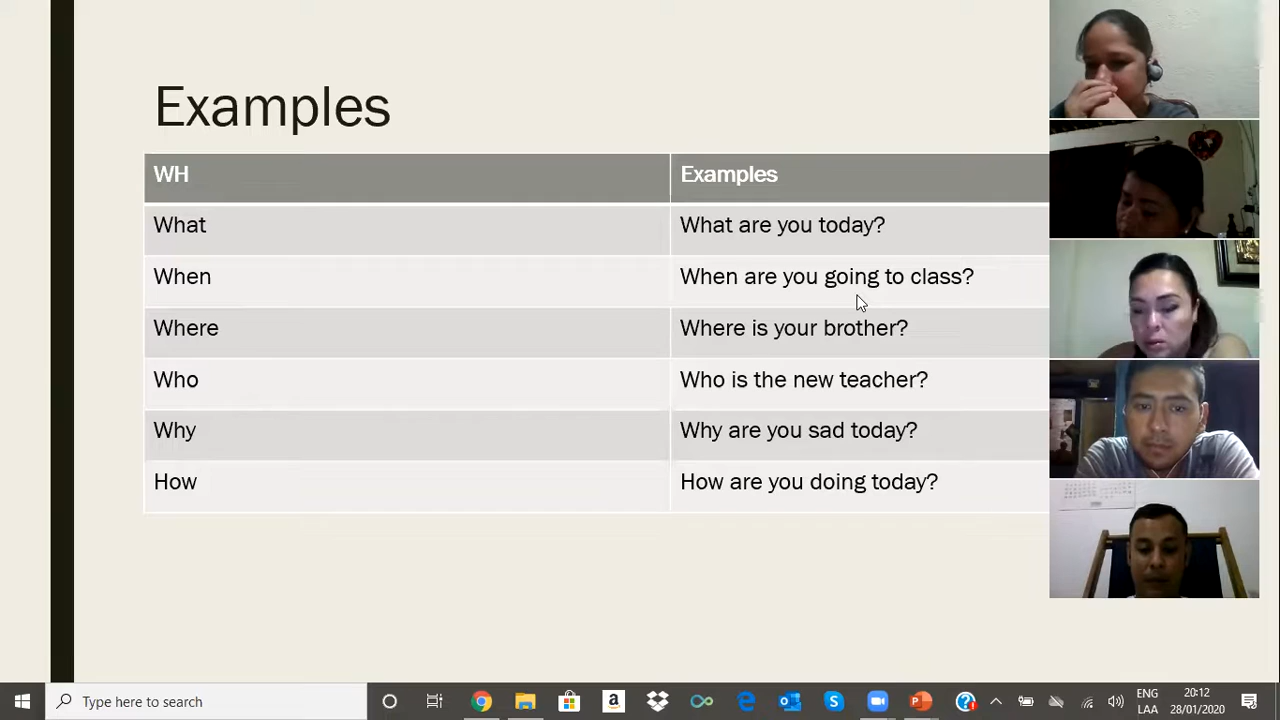 Examples
WH Examples
What What are you today?
When When are you going to class?
Where Where is your brother?
Who Who is the new teacher?
Why Why are you sad today?
How How are you doing today?
Type here to search
ENG 20:12
LAA 28/01/2020